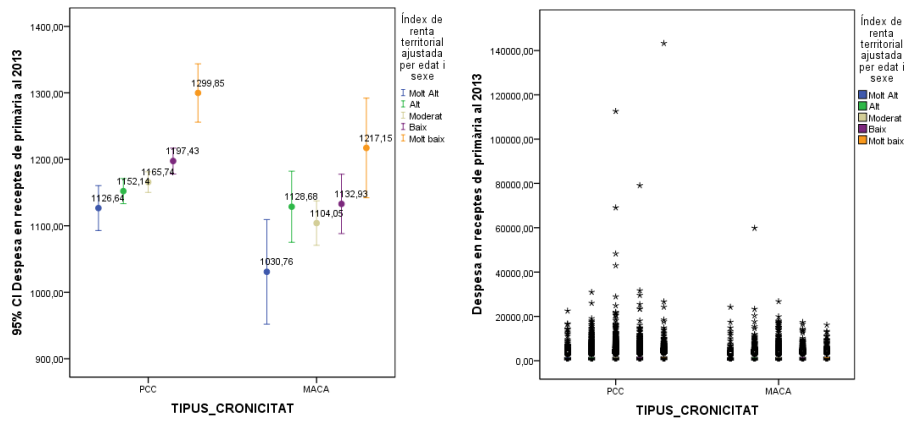 1400,00
1300,00
1200,00
1100,00
1000,00
900,00
95% CI Despesa en receptes de primària al 2013
1126,64
1152,14
1165,74
1197,43
1299,85
1030,76
1128,68
1104,05
1132,93
1217,15
PCC
MACA
TIPUS_CRONICITAT
Índex de
renta
territorial
ajustada
per edat i
sexe
Molt Alt
Alt
Moderat
Baix
Molt baix
140000,00
120000,00
100000,00
80000,00
60000,00
40000,00
20000,00
0,00
Despesa en receptes de primària al 2013
PCC
MACA
TIPUS_CRONICITAT
Índex de
renta
territorial
ajustada
per edat i
sexe
Molt Alt
Alt
Moderat
Baix
Molt baix